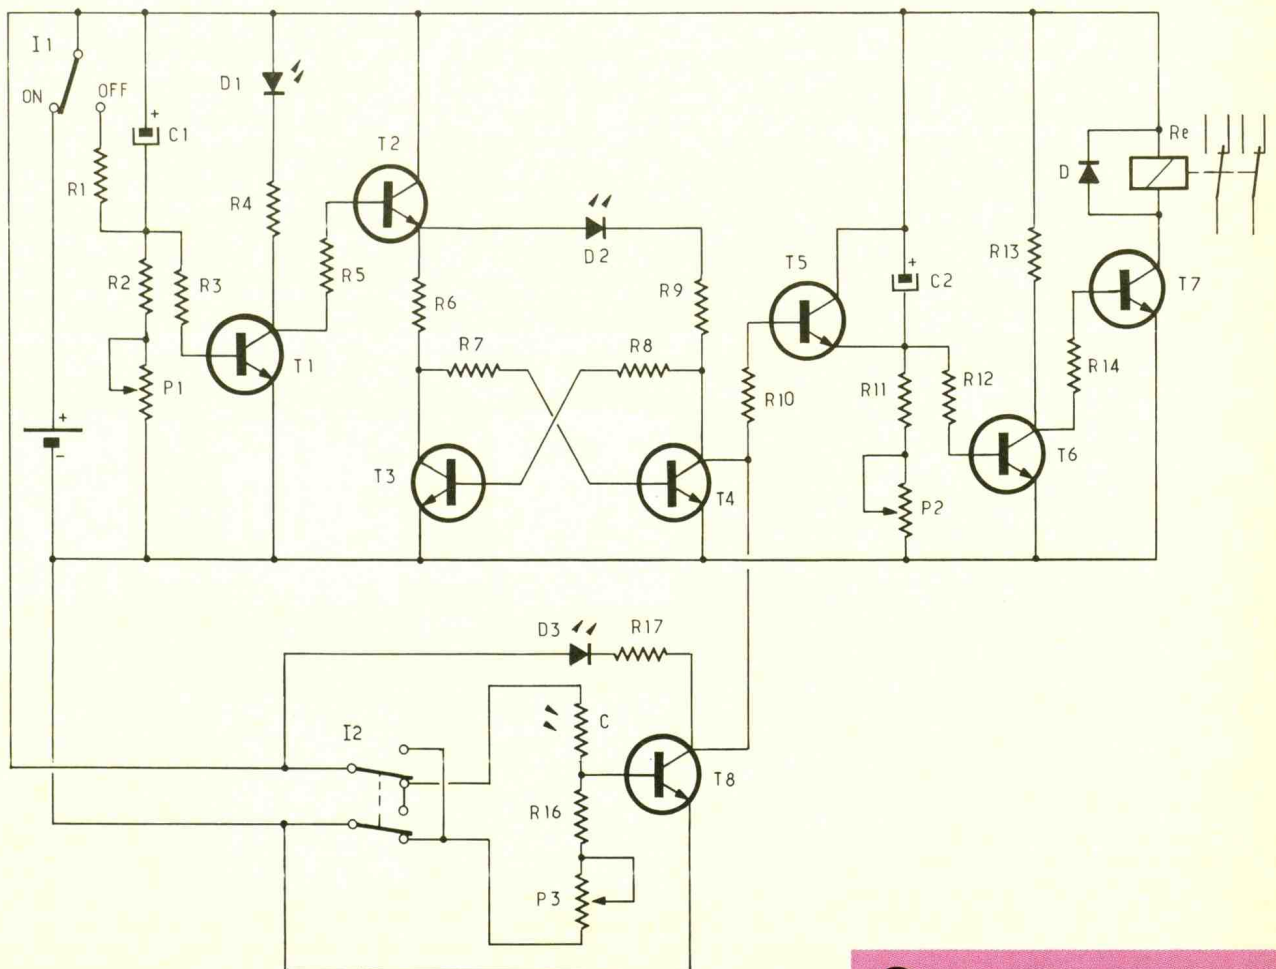 I1
ON
OFF
C1
R1
R2
R3
P1
+
-
+
D1
R4
T1
R5
T2
R6
R7
T3
D2
R9
R8
T4
R10
T5
+
C2
R11
R12
P2
R13
T6
R14
D
Re
T7
D3
R17
I2
C
R16
P3
T8